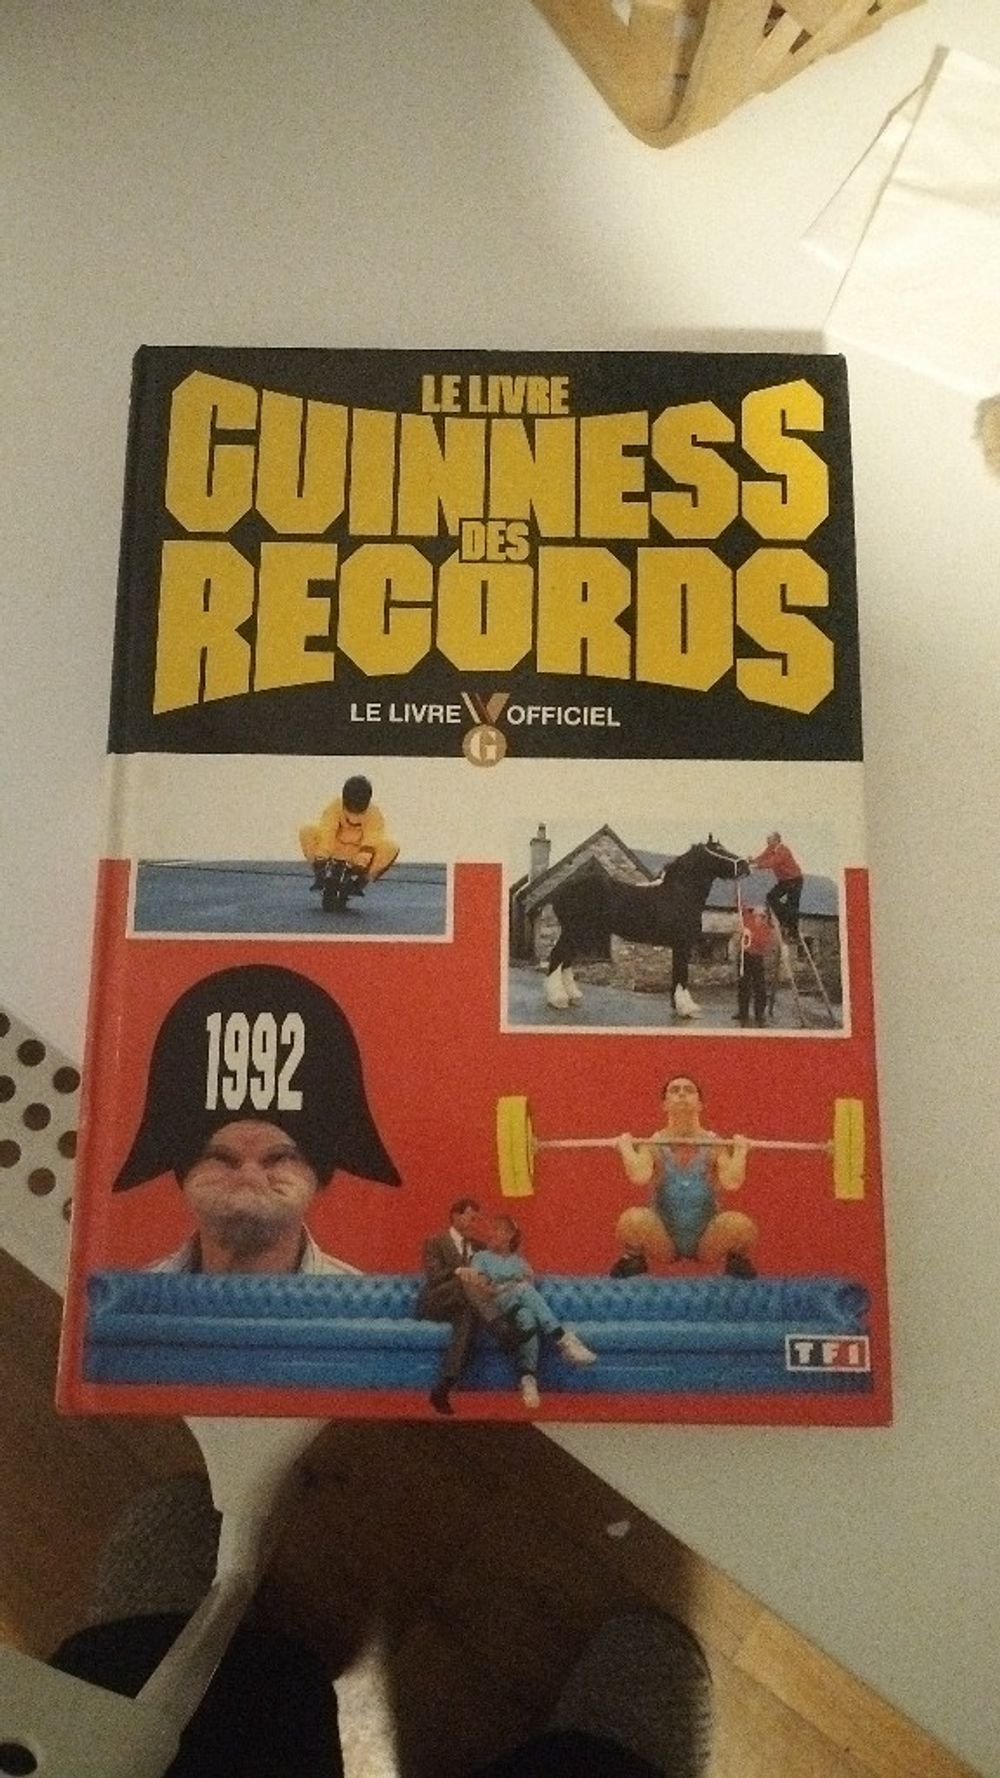 LE LIVRE
GUINNESS
DES
RECORDS
LE LIVRE OFFICIEL
G
1992
TF1